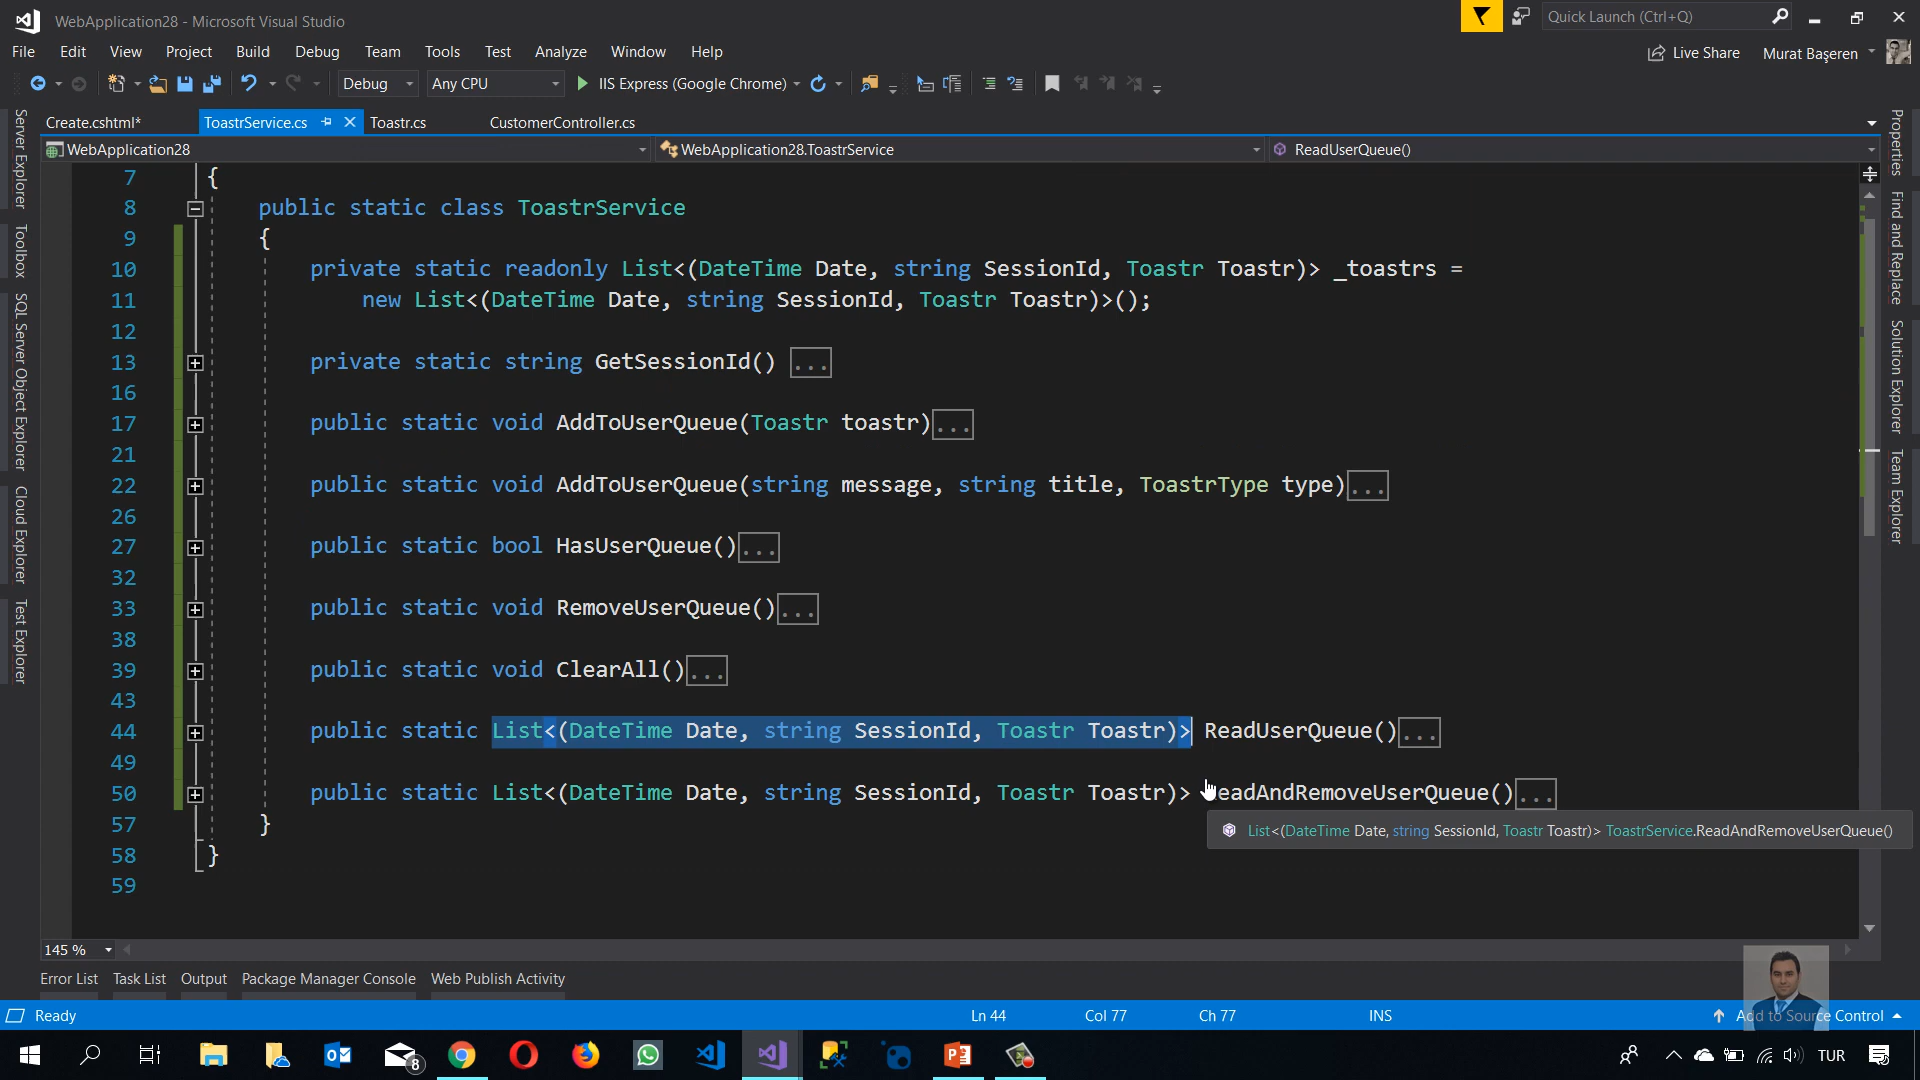 WebApplication28 - Microsoft Visual Studio
Quick Launch (Ctrl+Q)
File Edit View Project Build Debug Team Tools Test Analyze Window Help
Live Share Murat Başeren
Debug Any CPU IIS Express (Google Chrome)
Create.cshtml* ToastrService.cs Toastr.cs CustomerController.cs
WebApplication28 WebApplication28.ToastrService ReadUserQueue()
Server Explorer
Toolbox
SQL Server Object Explorer
Cloud Explorer
Test Explorer
7 {
8 public static class ToastrService
9 {
10 private static readonly List<(DateTime Date, string SessionId, Toastr Toastr)> _toastrs =
11 new List<(DateTime Date, string SessionId, Toastr Toastr)>();
12
13 private static string GetSessionId() ...
16
17 public static void AddToUserQueue(Toastr toastr)...
21
22 public static void AddToUserQueue(string message, string title, ToastrType type)...
26
27 public static bool HasUserQueue()...
32
33 public static void RemoveUserQueue()...
38
39 public static void ClearAll()...
43
44 public static List<(DateTime Date, string SessionId, Toastr Toastr)> ReadUserQueue()...
49
50 public static List<(DateTime Date, string SessionId, Toastr Toastr)> ReadAndRemoveUserQueue()...
57 }
58 }
59
List<(DateTime Date, string SessionId, Toastr Toastr)> ToastrService.ReadAndRemoveUserQueue()
Properties
Find and Replace
Solution Explorer
Team Explorer
145 %
Error List Task List Output Package Manager Console Web Publish Activity
Ready Ln 44 Col 77 Ch 77 INS Add to Source Control
8 TUR